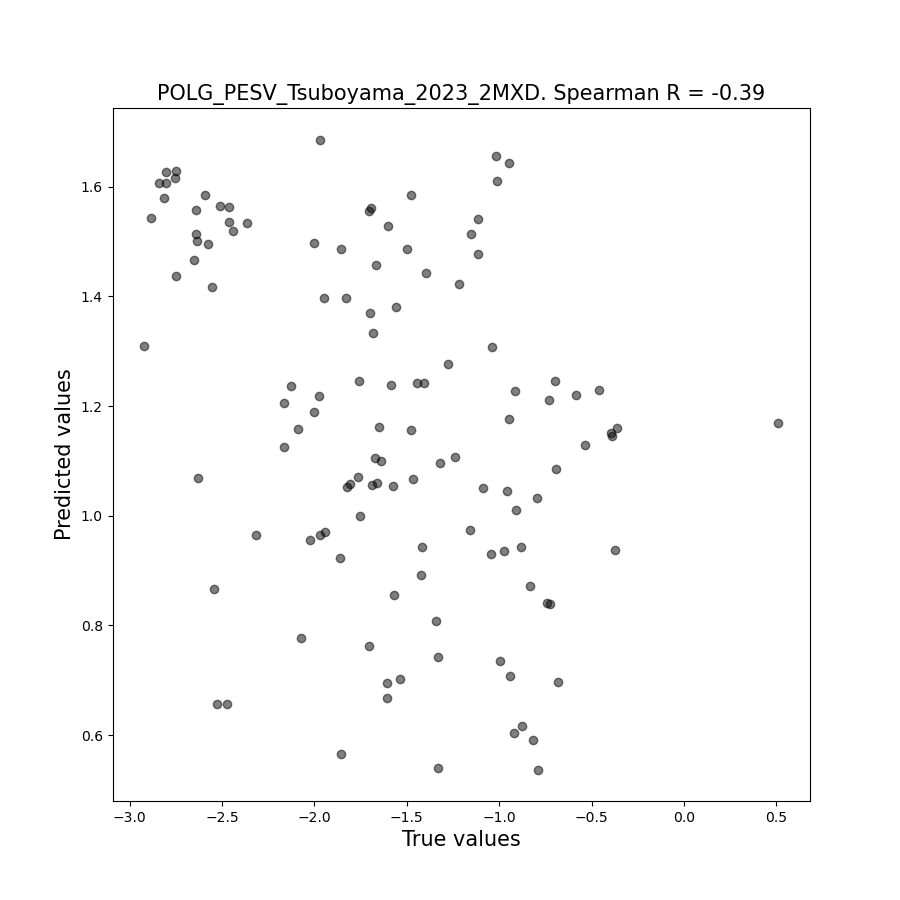 POLG_PESV_Tsuboyama_2023_2MXD. Spearman R = -0.39
Predicted values
1.6
1.4
1.2
1.0
0.8
0.6
−3.0 −2.5 −2.0 −1.5 −1.0 −0.5 0.0 0.5
True values